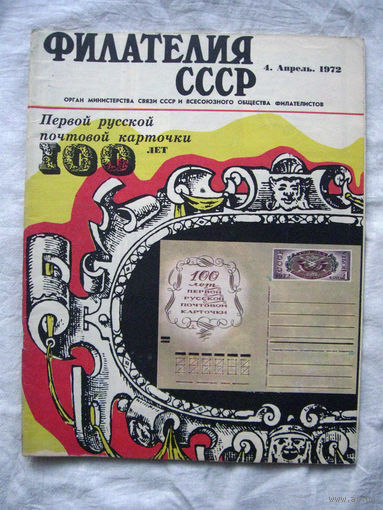 ФИЛАТЕЛИЯ
СССР
4. Апрель. 1972
ОРГАН МИНИСТЕРСТВА СВЯЗИ СССР И ВСЕСОЮЗНОГО ОБЩЕСТВА ФИЛАТЕЛИСТОВ
Первой русской
почтовой карточки
100 ЛЕТ
100
лет
ПЕРВОЙ
РУССКОЙ
ПОЧТОВОЙ
КАРТОЧКИ